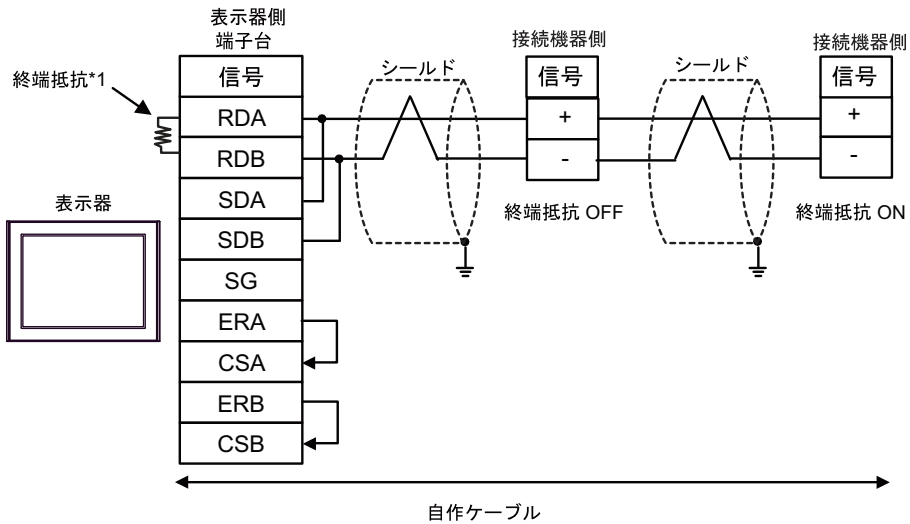 表示器側
端子台
接続機器側
接続機器側
終端抵抗*1
信号
シールド
信号
シールド
信号
RDA
+
+
RDB
-
-
表示器
SDA
終端抵抗 OFF
終端抵抗 ON
SDB
SG
ERA
CSA
ERB
CSB
自作ケーブル